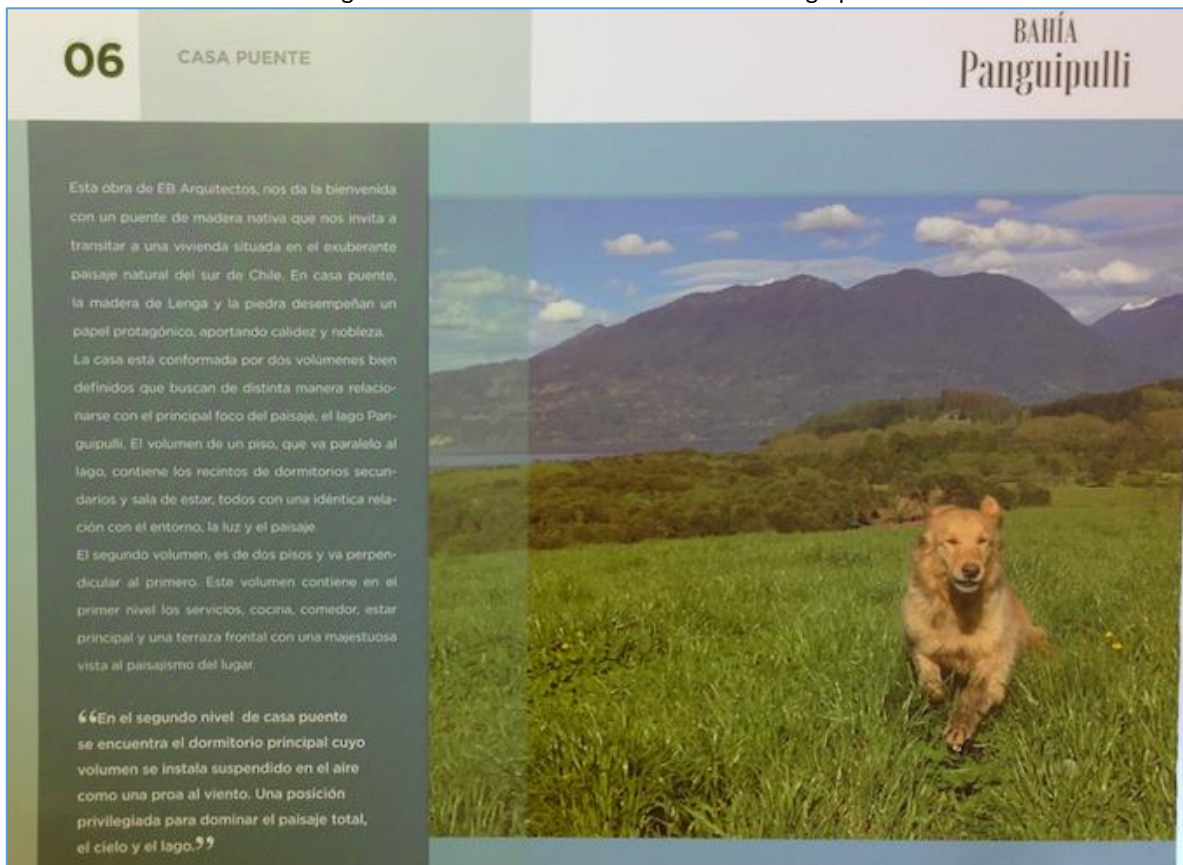 06
CASA PUENTE
BAHÍA
Panguipulli
Esta obra de EB Arquitectos, nos da la bienvenida
con un puente de madera nativa que nos invita a
transitar a una vivienda situada en el exuberante
paisaje natural del sur de Chile. En casa puente,
la madera de Lenga y la piedra desempeñan un
papel protagónico, aportando calidez y nobleza.
La casa está conformada por dos volúmenes bien
definidos que buscan de distinta manera relacio-
narse con el principal foco del paisaje, el lago Pan-
guipulli. El volumen de un piso, que va paralelo al
lago, contiene los recintos de dormitorios secun-
darios y sala de estar, todos con una idéntica rela-
ción con el entorno, la luz y el paisaje.
El segundo volumen, es de dos pisos y va perpen-
dicular al primero. Este volumen contiene en el
primer nivel los servicios, cocina, comedor, estar
principal y una terraza frontal con una majestuosa
vista al paisajismo del lugar.
“En el segundo nivel de casa puente
se encuentra el dormitorio principal cuyo
volumen se instala suspendido en el aire
como una proa al viento. Una posición
privilegiada para dominar el paisaje total,
el cielo y el lago.”